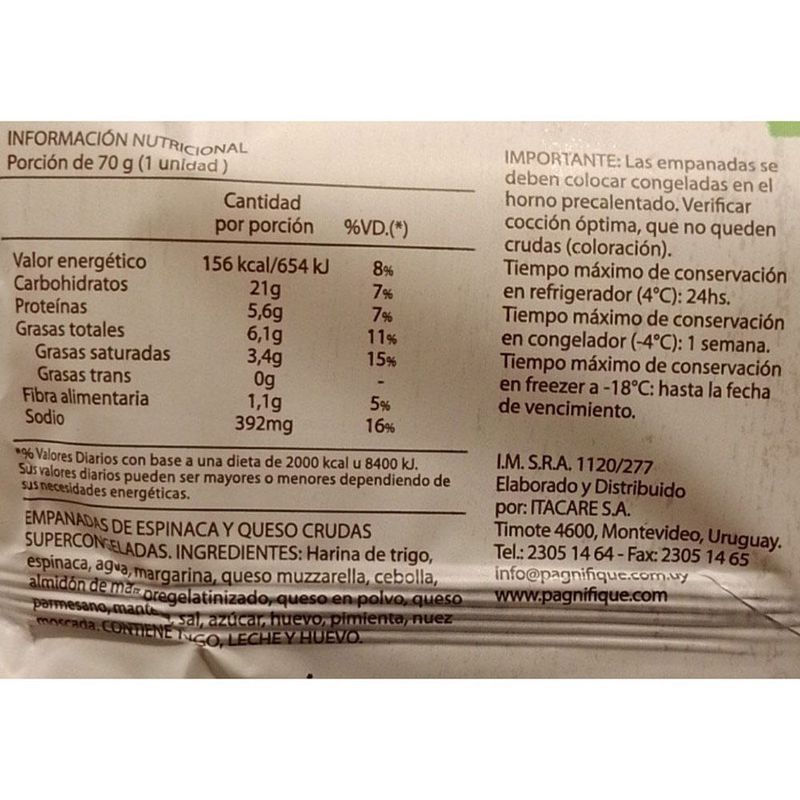 INFORMACIÓN NUTRICIONAL
Porción de 70 g (1 unidad )
Cantidad
por porción %VD.(*)
Valor energético 156 kcal/654 kJ 8%
Carbohidratos 21g 7%
Proteínas 5,6g 7%
Grasas totales 6,1g 11%
Grasas saturadas 3,4g 15%
Grasas trans 0g -
Fibra alimentaria 1,1g 5%
Sodio 392mg 16%
*% Valores Diarios con base a una dieta de 2000 kcal u 8400 kJ.
Sus valores diarios pueden ser mayores o menores dependiendo de
sus necesidades energéticas.
EMPANADAS DE ESPINACA Y QUESO CRUDAS
SUPERCONGELADAS. INGREDIENTES: Harina de trigo,
espinaca, agua, margarina, queso muzzarella, cebolla,
almidón de pregelatinizado, queso en polvo, queso
parmesano, sal, azúcar, huevo, pimienta, nuez
moscada. CONTIENE TRIGO, LECHE Y HUEVO.
IMPORTANTE: Las empanadas se
deben colocar congeladas en el
horno precalentado. Verificar
cocción óptima, que no queden
crudas (coloración).
Tiempo máximo de conservación
en refrigerador (4°C): 24hs.
Tiempo máximo de conservación
en congelador (-4°C): 1 semana.
Tiempo máximo de conservación
en freezer a -18°C: hasta la fecha
de vencimiento.
I.M. S.R.A. 1120/277
Elaborado y Distribuido
por: ITACARE S.A.
Timote 4600, Montevideo, Uruguay.
Tel.: 2305 14 64 - Fax: 2305 14 65
info@pagnifique.com.uy
www.pagnifique.com